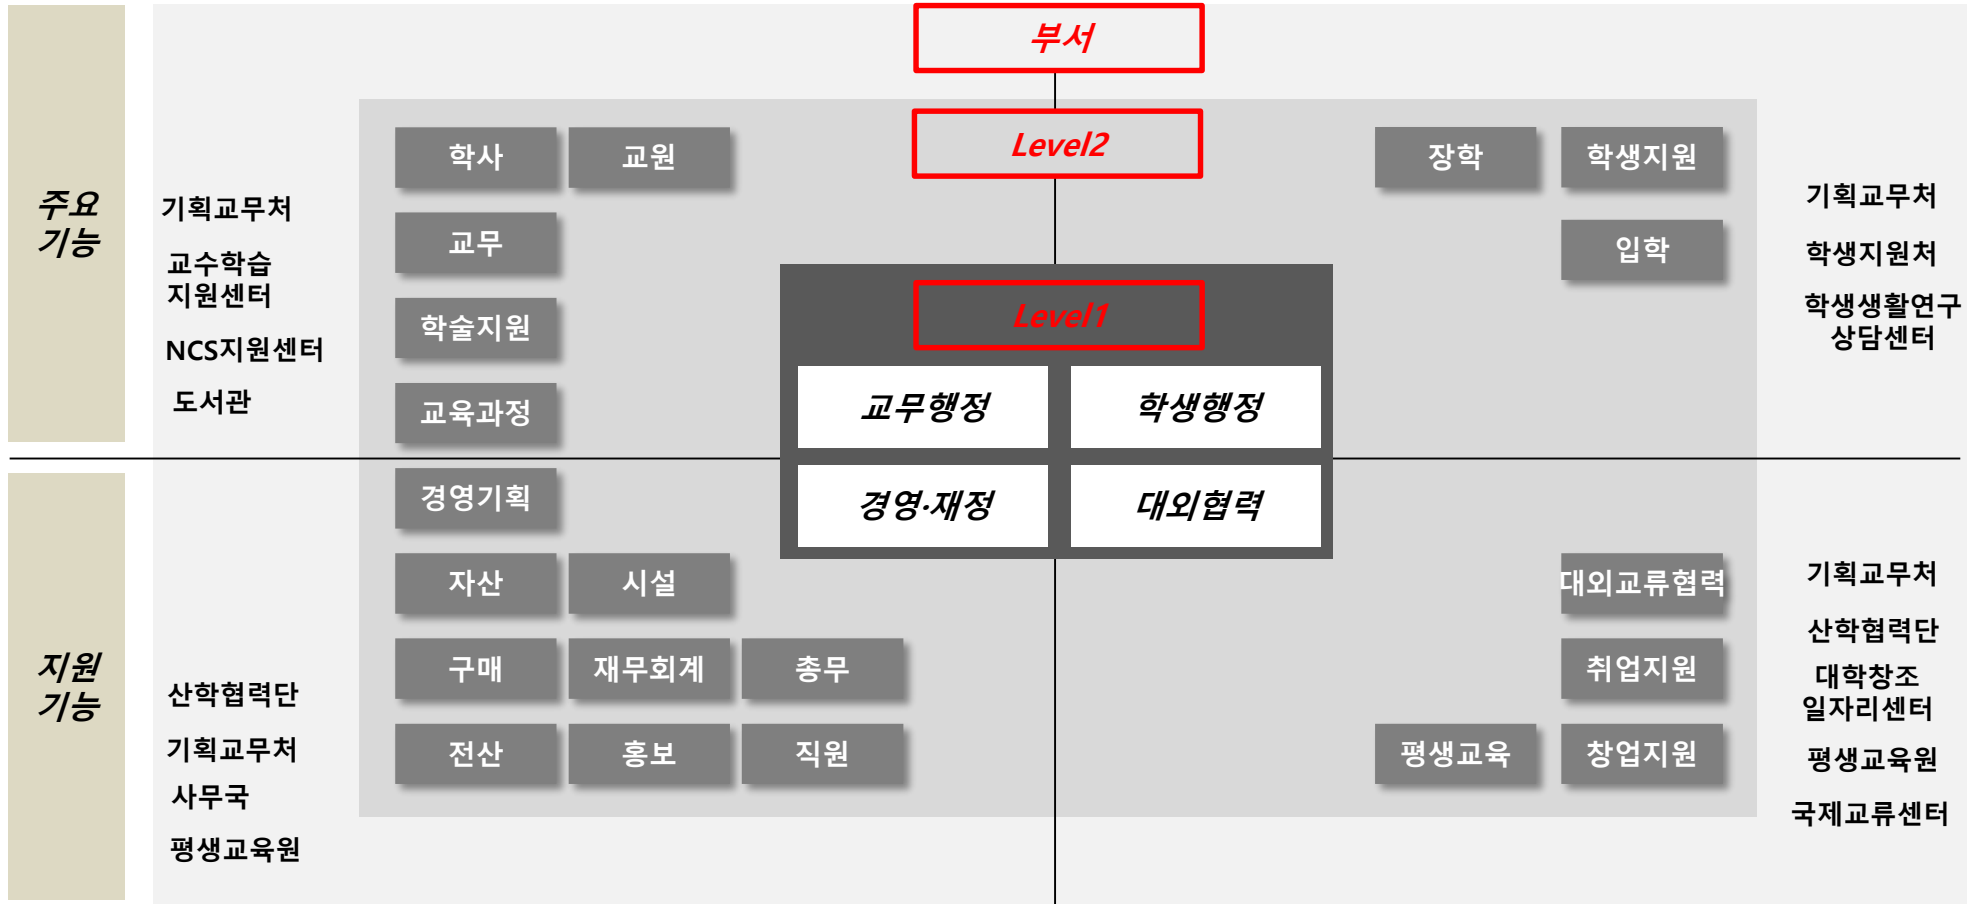 부서
Level2
Level1
주요
기능
기획교무처
교수학습
지원센터
NCS지원센터
도서관
학사
교원
교무
학술지원
교육과정
장학
학생지원
입학
기획교무처
학생지원처
학생생활연구
상담센터
교무행정
학생행정
경영·재정
대외협력
지원
기능
산학협력단
기획교무처
사무국
평생교육원
경영기획
자산
시설
구매
재무회계
총무
전산
홍보
직원
대외교류협력
취업지원
평생교육
창업지원
기획교무처
산학협력단
대학창조
일자리센터
평생교육원
국제교류센터